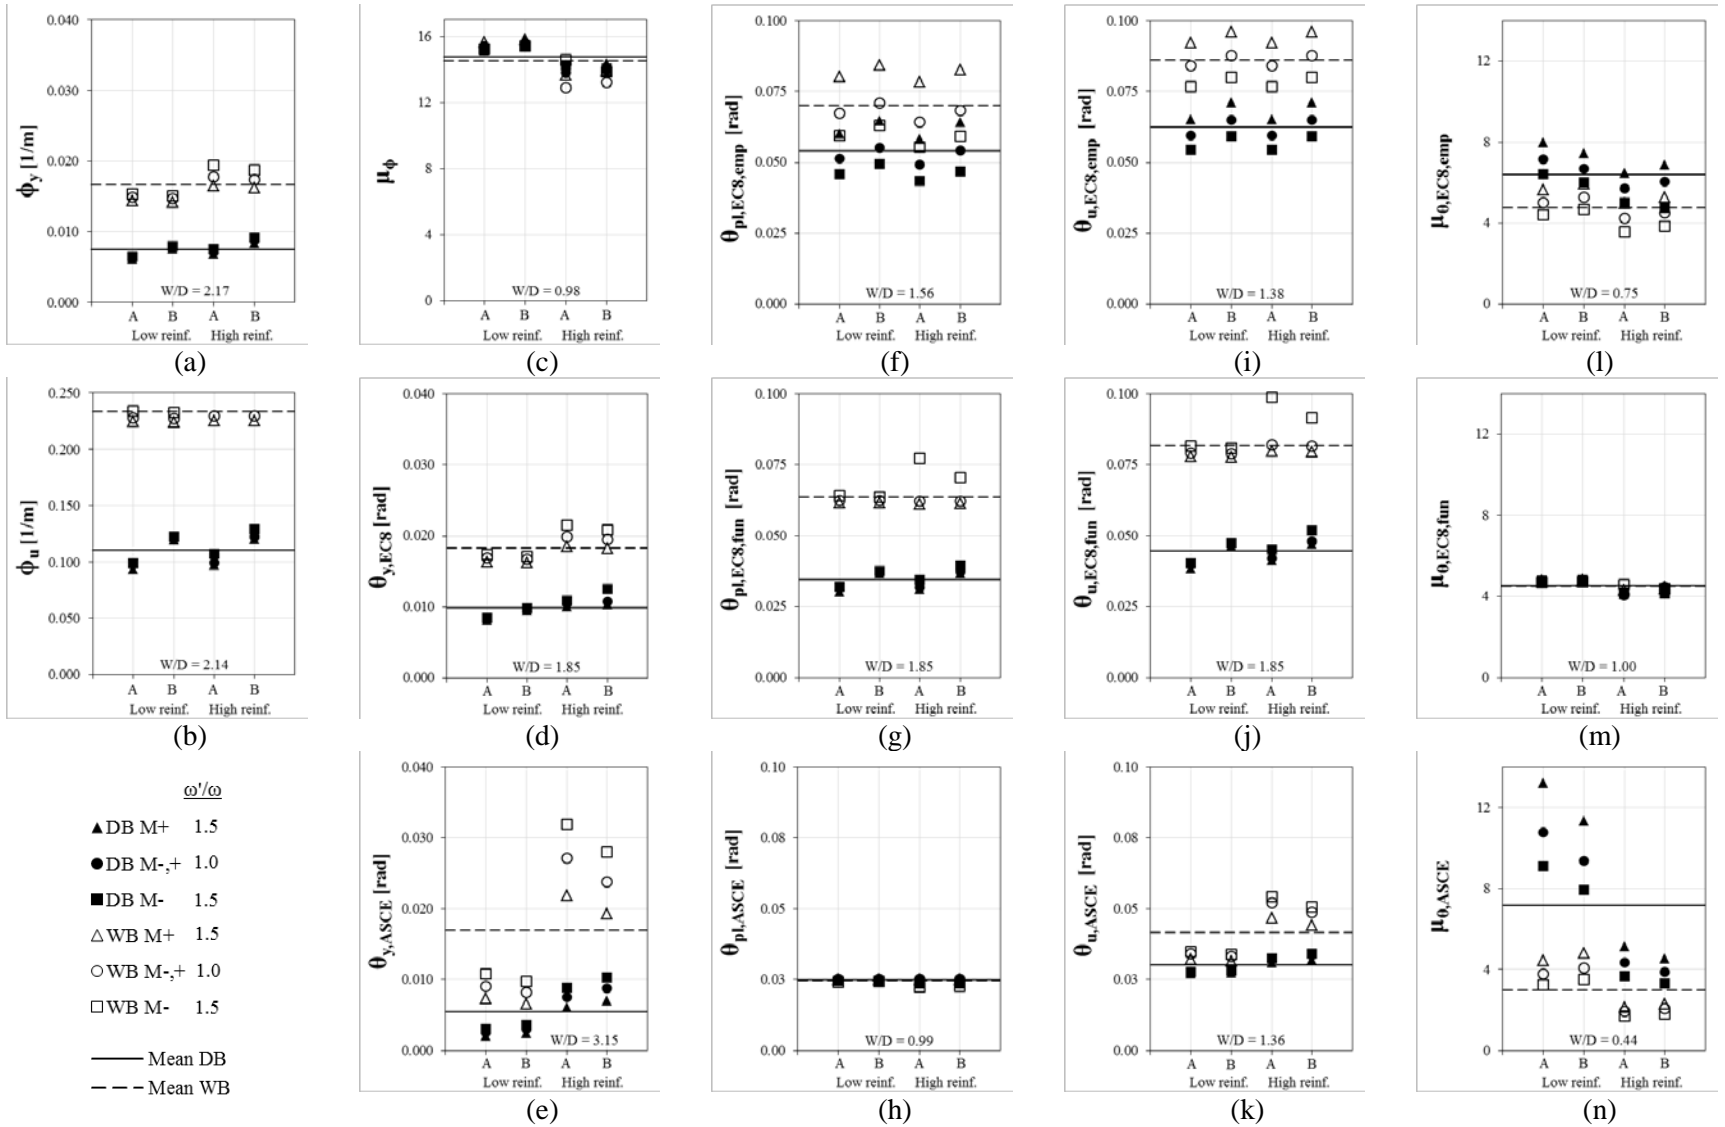 0.040
0.030
0.020
0.010
0.000
ϕy [1/m]
W/D = 2.17
A B A B
Low reinf. High reinf.
(a)
16
12
8
4
0
μϕ
W/D = 0.98
A B A B
Low reinf. High reinf.
(c)
0.100
0.075
0.050
0.025
0.000
θpl,EC8,emp [rad]
W/D = 1.56
A B A B
Low reinf. High reinf.
(f)
0.100
0.075
0.050
0.025
0.000
θu,EC8,emp [rad]
W/D = 1.38
A B A B
Low reinf. High reinf.
(i)
12
8
4
0
μθ,EC8,emp
W/D = 0.75
A B A B
Low reinf. High reinf.
(l)
0.250
0.200
0.150
0.100
0.050
0.000
ϕu [1/m]
W/D = 2.14
A B A B
Low reinf. High reinf.
(b)
0.040
0.030
0.020
0.010
0.000
θy,EC8 [rad]
W/D = 1.85
A B A B
Low reinf. High reinf.
(d)
0.100
0.075
0.050
0.025
0.000
θpl,EC8,fun [rad]
W/D = 1.85
A B A B
Low reinf. High reinf.
(g)
0.100
0.075
0.050
0.025
0.000
θu,EC8,fun [rad]
W/D = 1.85
A B A B
Low reinf. High reinf.
(j)
12
8
4
0
μθ,EC8,fun
W/D = 1.00
A B A B
Low reinf. High reinf.
(m)
ω'/ω
DB M+ 1.5
DB M-,+ 1.0
DB M- 1.5
WB M+ 1.5
WB M-,+ 1.0
WB M- 1.5
Mean DB
Mean WB
0.040
0.030
0.020
0.010
0.000
θy,ASCE [rad]
W/D = 3.15
A B A B
Low reinf. High reinf.
(e)
0.10
0.08
0.05
0.03
0.00
θpl,ASCE [rad]
W/D = 0.99
A B A B
Low reinf. High reinf.
(h)
0.10
0.08
0.05
0.03
0.00
θu,ASCE [rad]
W/D = 1.36
A B A B
Low reinf. High reinf.
(k)
12
8
4
0
μθ,ASCE
W/D = 0.44
A B A B
Low reinf. High reinf.
(n)